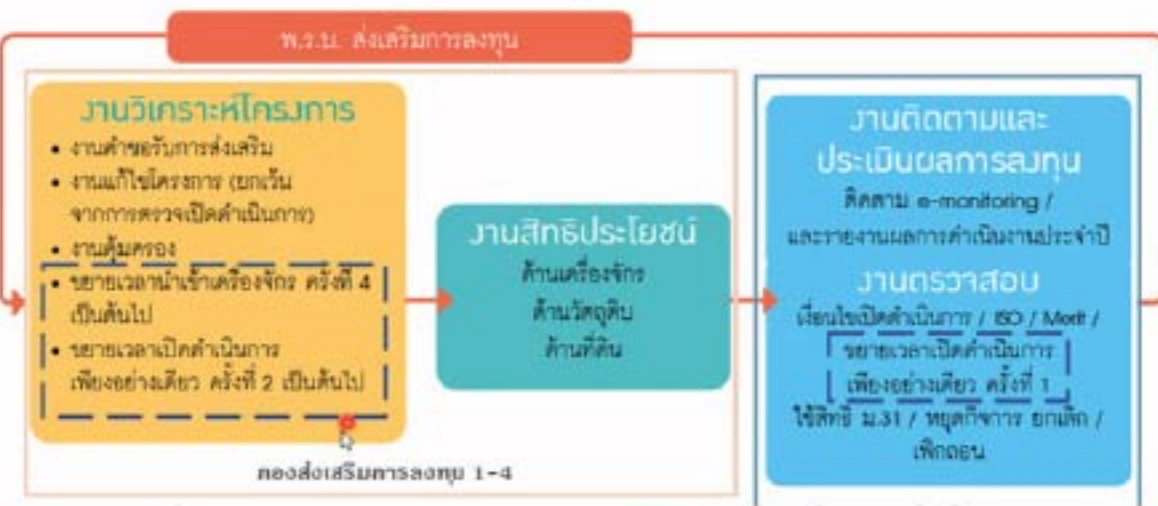 พ.ร.บ. ส่งเสริมการลงทุน
งานวิเคราะห์โครงการ
• งานคำขอรับการส่งเสริม
• งานแก้ไขโครงการ (ยกเว้น
จากการตรวจเปิดดำเนินการ)
• งานคุ้มครอง
• ขยายเวลานำเข้าเครื่องจักร ครั้งที่ 4
เป็นต้นไป
• ขยายเวลาเปิดดำเนินการ
เพียงอย่างเดียว ครั้งที่ 2 เป็นต้นไป
กองส่งเสริมการลงทุน 1-4
งานสิทธิประโยชน์
ด้านเครื่องจักร
ด้านวัตถุดิบ
ด้านที่ดิน
งานติดตามและ
ประเมินผลการลงทุน
ติดตาม e-monitoring /
และรายงานผลการดำเนินงานประจำปี
งานตรวจสอบ
เงื่อนไขเปิดดำเนินการ / ISO / Merit /
ขยายเวลาเปิดดำเนินการ
เพียงอย่างเดียว ครั้งที่ 1
ใช้สิทธิ ม.31 / หยุดกิจการ ยกเลิก /
เพิกถอน